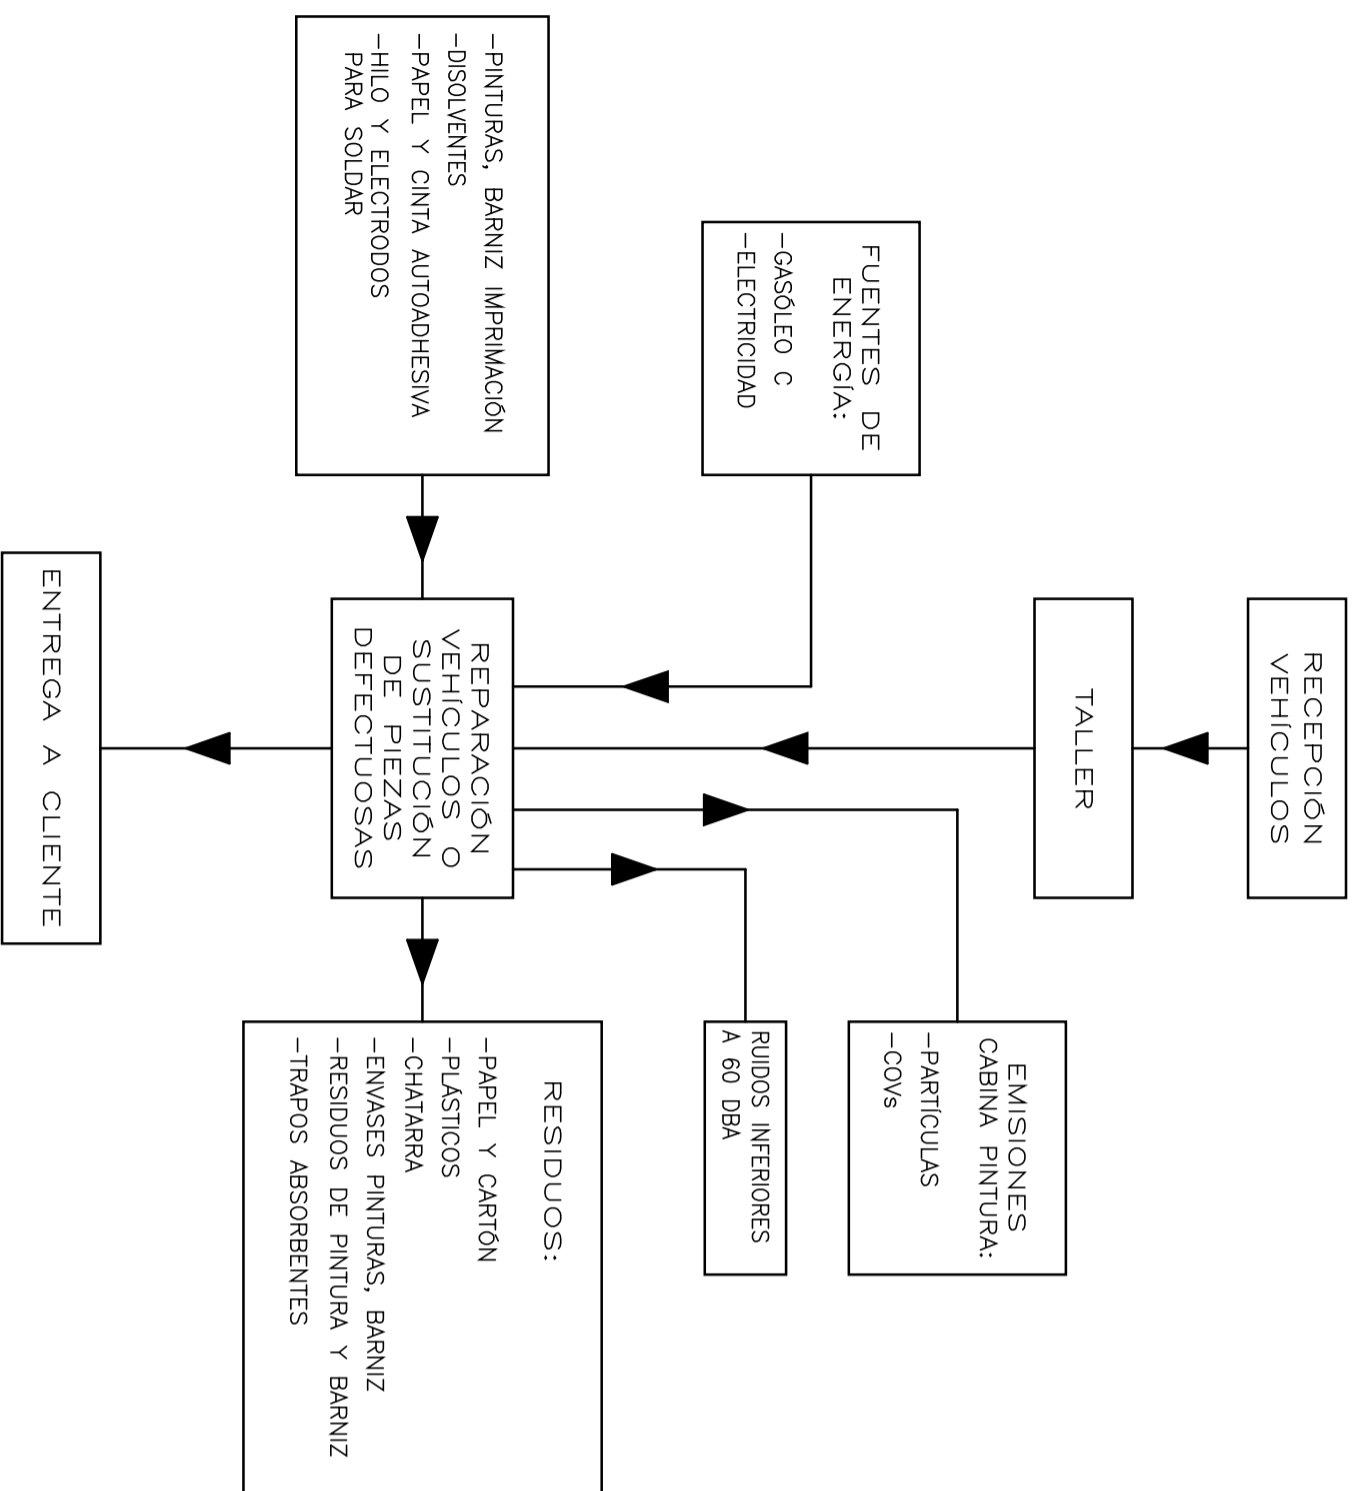 RECEPCIÓN
VEHÍCULOS
TALLER
FUENTES DE
ENERGÍA:
-GASÓLEO C
-ELECTRICIDAD
EMISIONES
CABINA PINTURA:
-PARTÍCULAS
-COVs
RUIDOS INFERIORES
A 60 DBA
-PINTURAS, BARNIZ IMPRIMACIÓN
-DISOLVENTES
-PAPEL Y CINTA AUTOADHESIVA
-HILO Y ELECTRODOS
PARA SOLDAR
REPARACIÓN
VEHÍCULOS O
SUSTITUCIÓN
DE PIEZAS
DEFECTUOSAS
RESIDUOS:
-PAPEL Y CARTÓN
-PLÁSTICOS
-CHATARRA
-ENVASES PINTURAS, BARNIZ
-RESIDUOS DE PINTURA Y BARNIZ
-TRAPOS ABSORBENTES
ENTREGA A CLIENTE